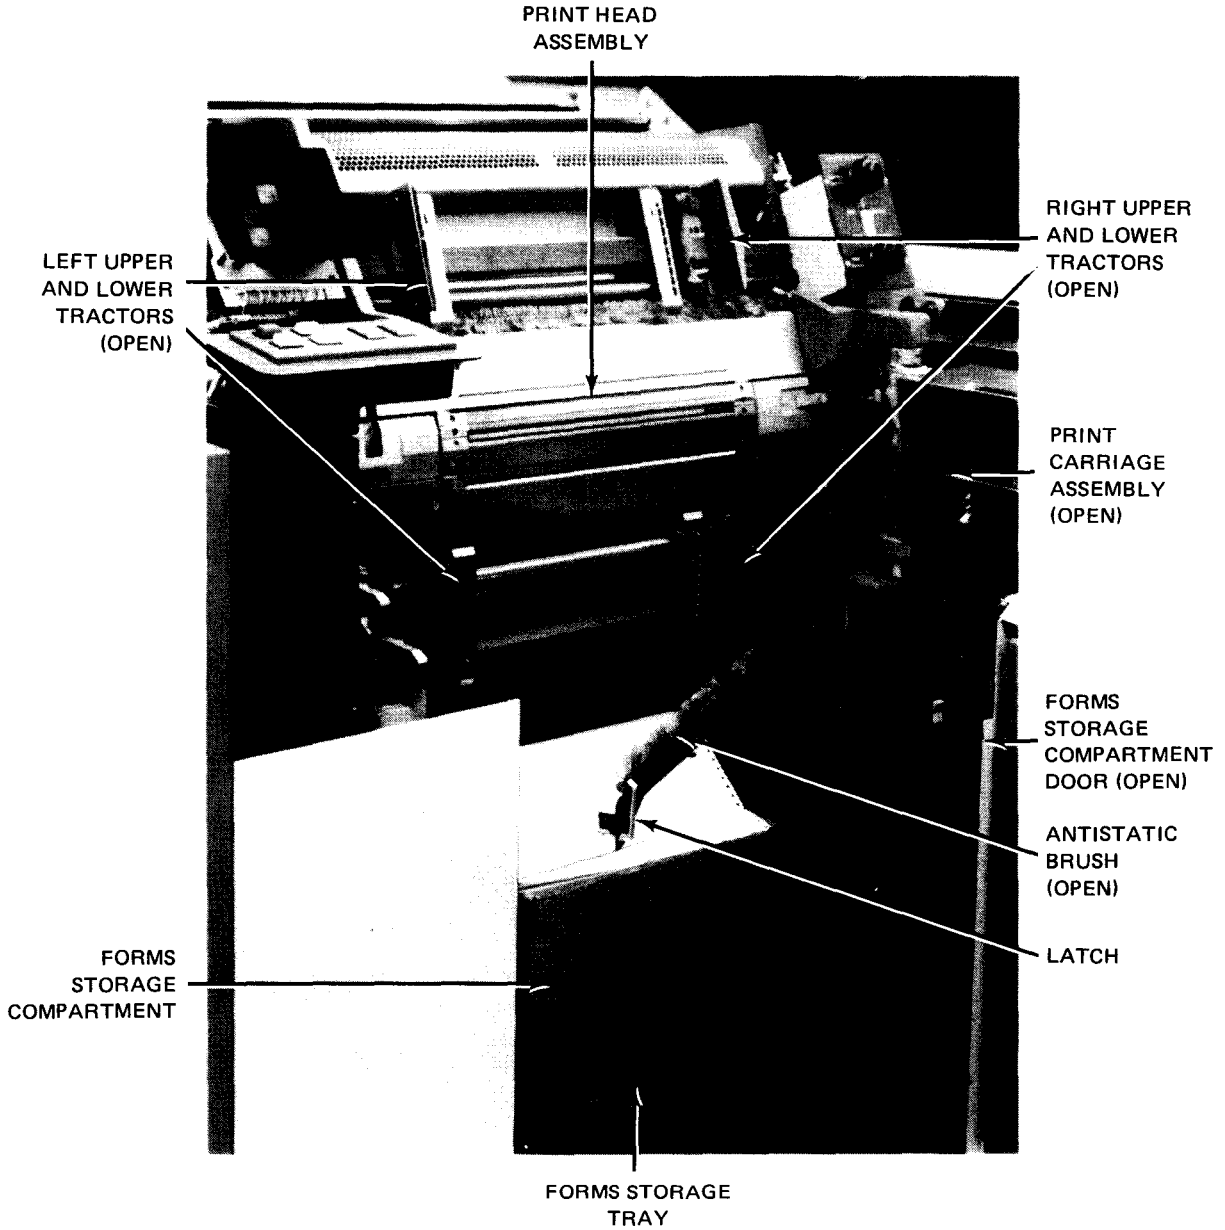 PRINT HEAD
ASSEMBLY
LEFT UPPER
AND LOWER
TRACTORS
(OPEN)
RIGHT UPPER
AND LOWER
TRACTORS
(OPEN)
PRINT
CARRIAGE
ASSEMBLY
(OPEN)
FORMS
STORAGE
COMPARTMENT
DOOR (OPEN)
ANTISTATIC
BRUSH
(OPEN)
LATCH
FORMS
STORAGE
COMPARTMENT
FORMS STORAGE
TRAY